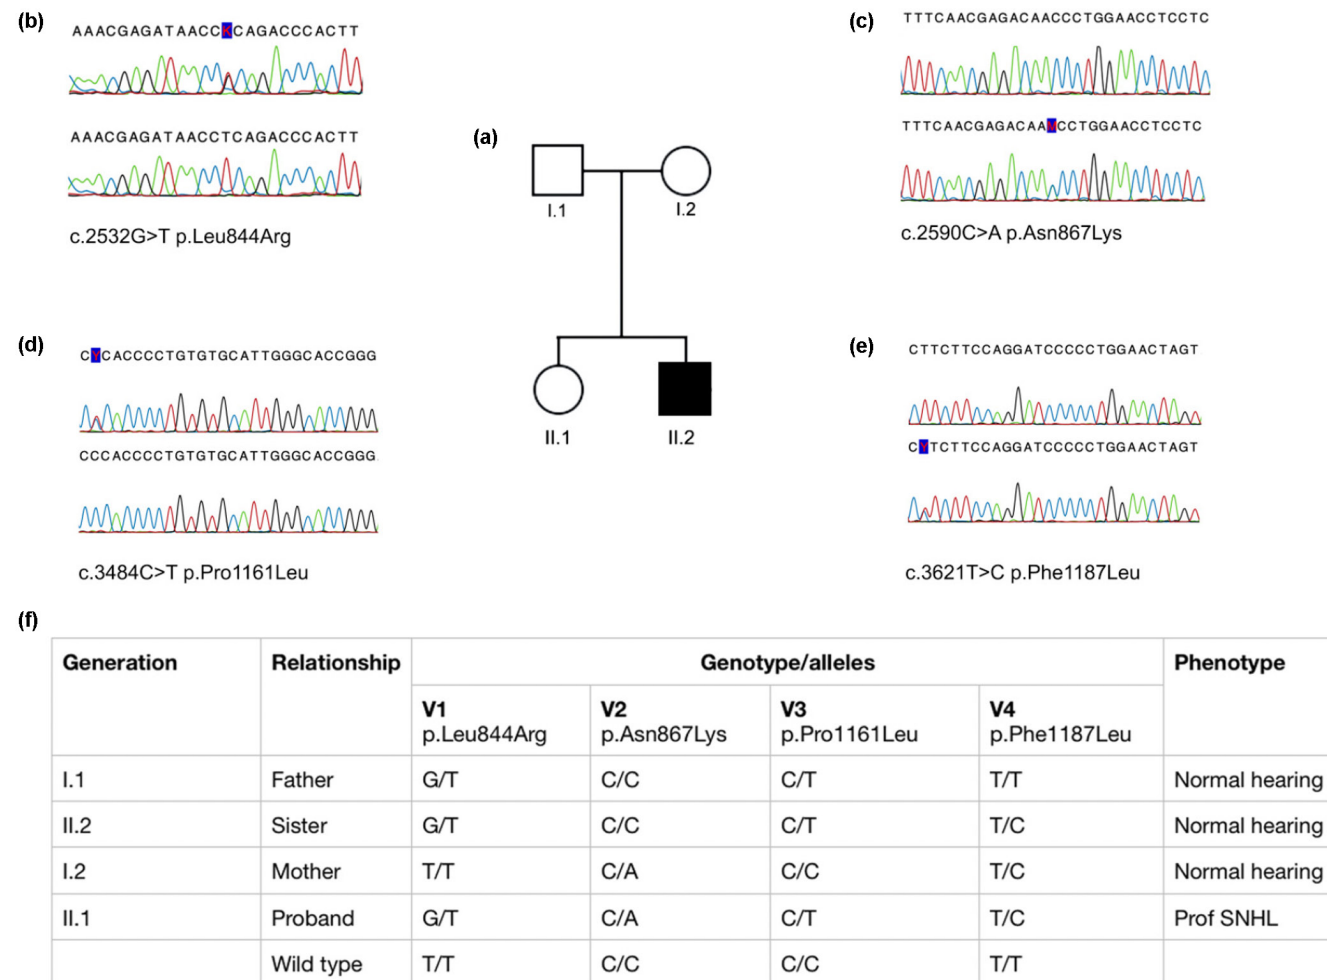 (b)
AAACGAGATAACCKCAGACCCACTT
AAACGAGATAACCTCAGACCCACTT
c.2532G>T p.Leu844Arg
(a)
I.1
I.2
II.1
II.2
(c)
TTTCAACGAGACAACCCTGGAACCTCCTC
TTTCAACGAGACAAMCCTGGAACCTCCTC
c.2590C>A p.Asn867Lys
(d)
CYCACCCCTGTGTGCATTGGGCACCGGG
CCCACCCCTGTGTGCATTGGGCACCGGG
c.3484C>T p.Pro1161Leu
(e)
CTTCTTCCAGGATCCCCCTGGAACTAGT
CYTCTTCCAGGATCCCCCTGGAACTAGT
c.3621T>C p.Phe1187Leu
(f)
Generation Relationship Genotype/alleles Phenotype
V1 V2 V3 V4
p.Leu844Arg p.Asn867Lys p.Pro1161Leu p.Phe1187Leu
I.1 Father G/T C/C C/T T/T Normal hearing
II.2 Sister G/T C/C C/T T/C Normal hearing
I.2 Mother T/T C/A C/C T/C Normal hearing
II.1 Proband G/T C/A C/T T/C Prof SNHL
Wild type T/T C/C C/C T/T